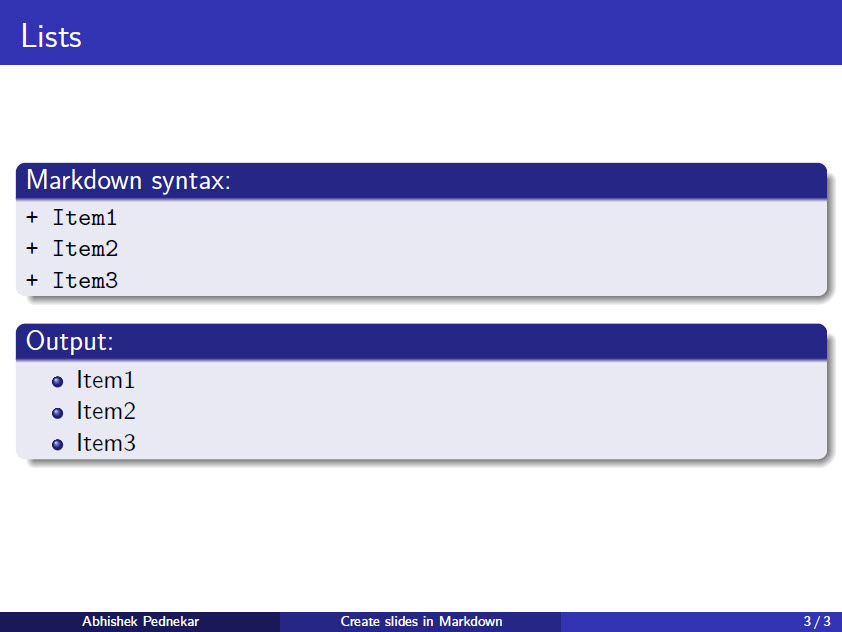 Lists
Markdown syntax:
+ Item1
+ Item2
+ Item3
Output:
Item1
Item2
Item3
Abhishek Pednekar
Create slides in Markdown
3 / 3